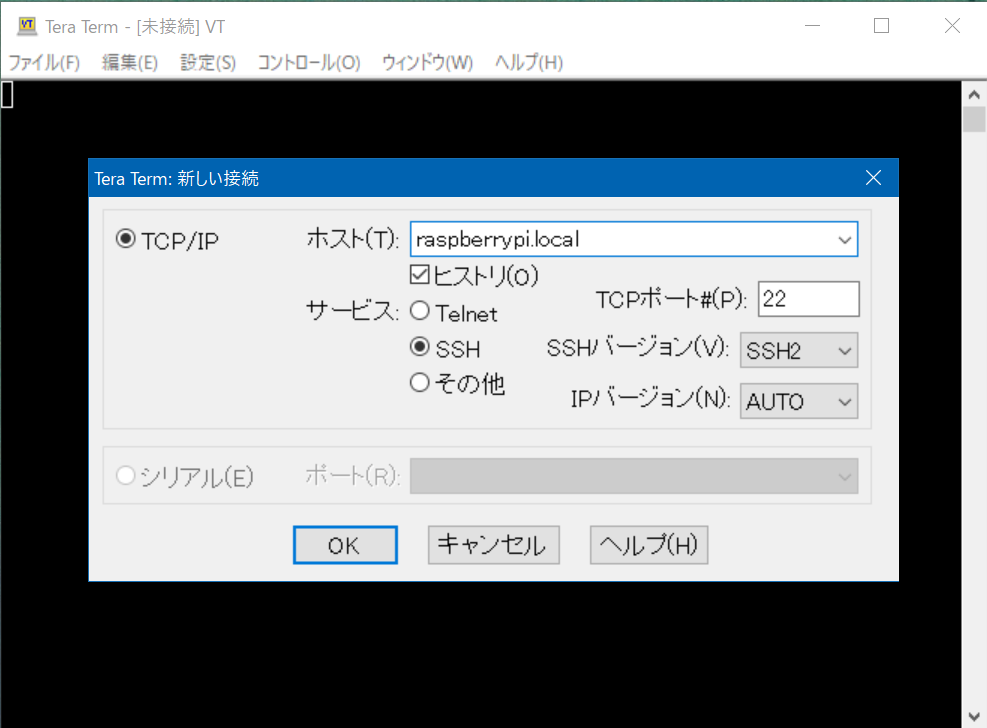 Tera Term - [未接続] VT
ファイル(F) 編集(E) 設定(S) コントロール(O) ウィンドウ(W) ヘルプ(H)
Tera Term: 新しい接続
TCP/IP
ホスト(T): raspberrypi.local
ヒストリ(O)
サービス: Telnet
TCPポート#(P): 22
SSH
SSHバージョン(V): SSH2
その他
IPバージョン(N): AUTO
シリアル(E)
ポート(R):
OK キャンセル ヘルプ(H)